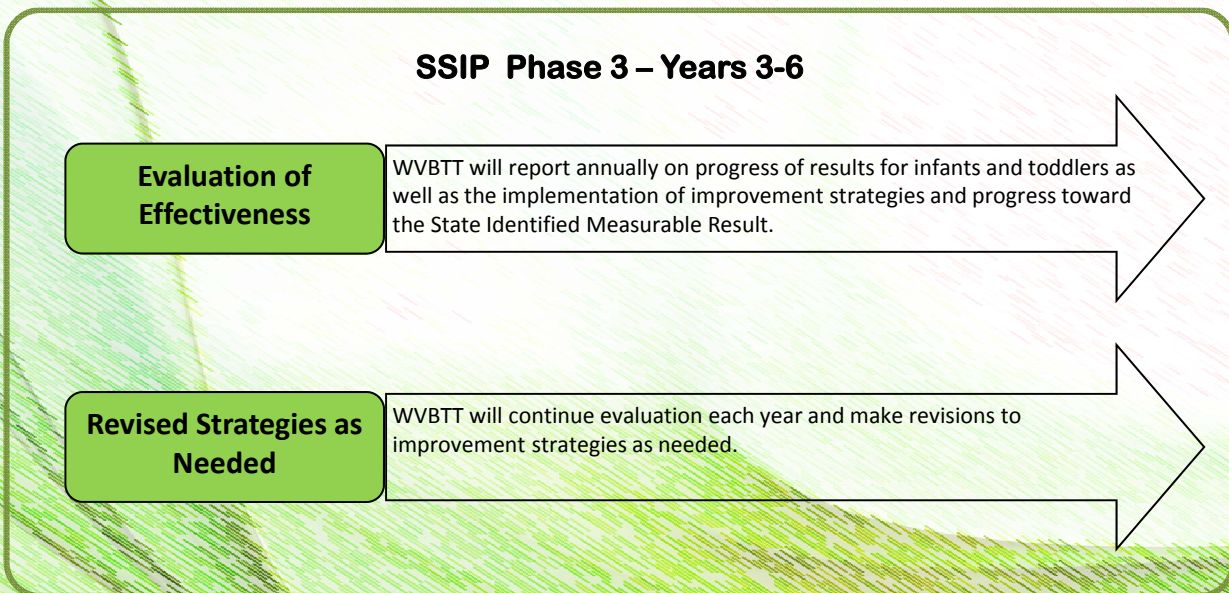 SSIP Phase 3 – Years 3-6
Evaluation of
Effectiveness
WVBTT will report annually on progress of results for infants and toddlers as
well as the implementation of improvement strategies and progress toward
the State Identified Measurable Result.
Revised Strategies as
Needed
WVBTT will continue evaluation each year and make revisions to
improvement strategies as needed.